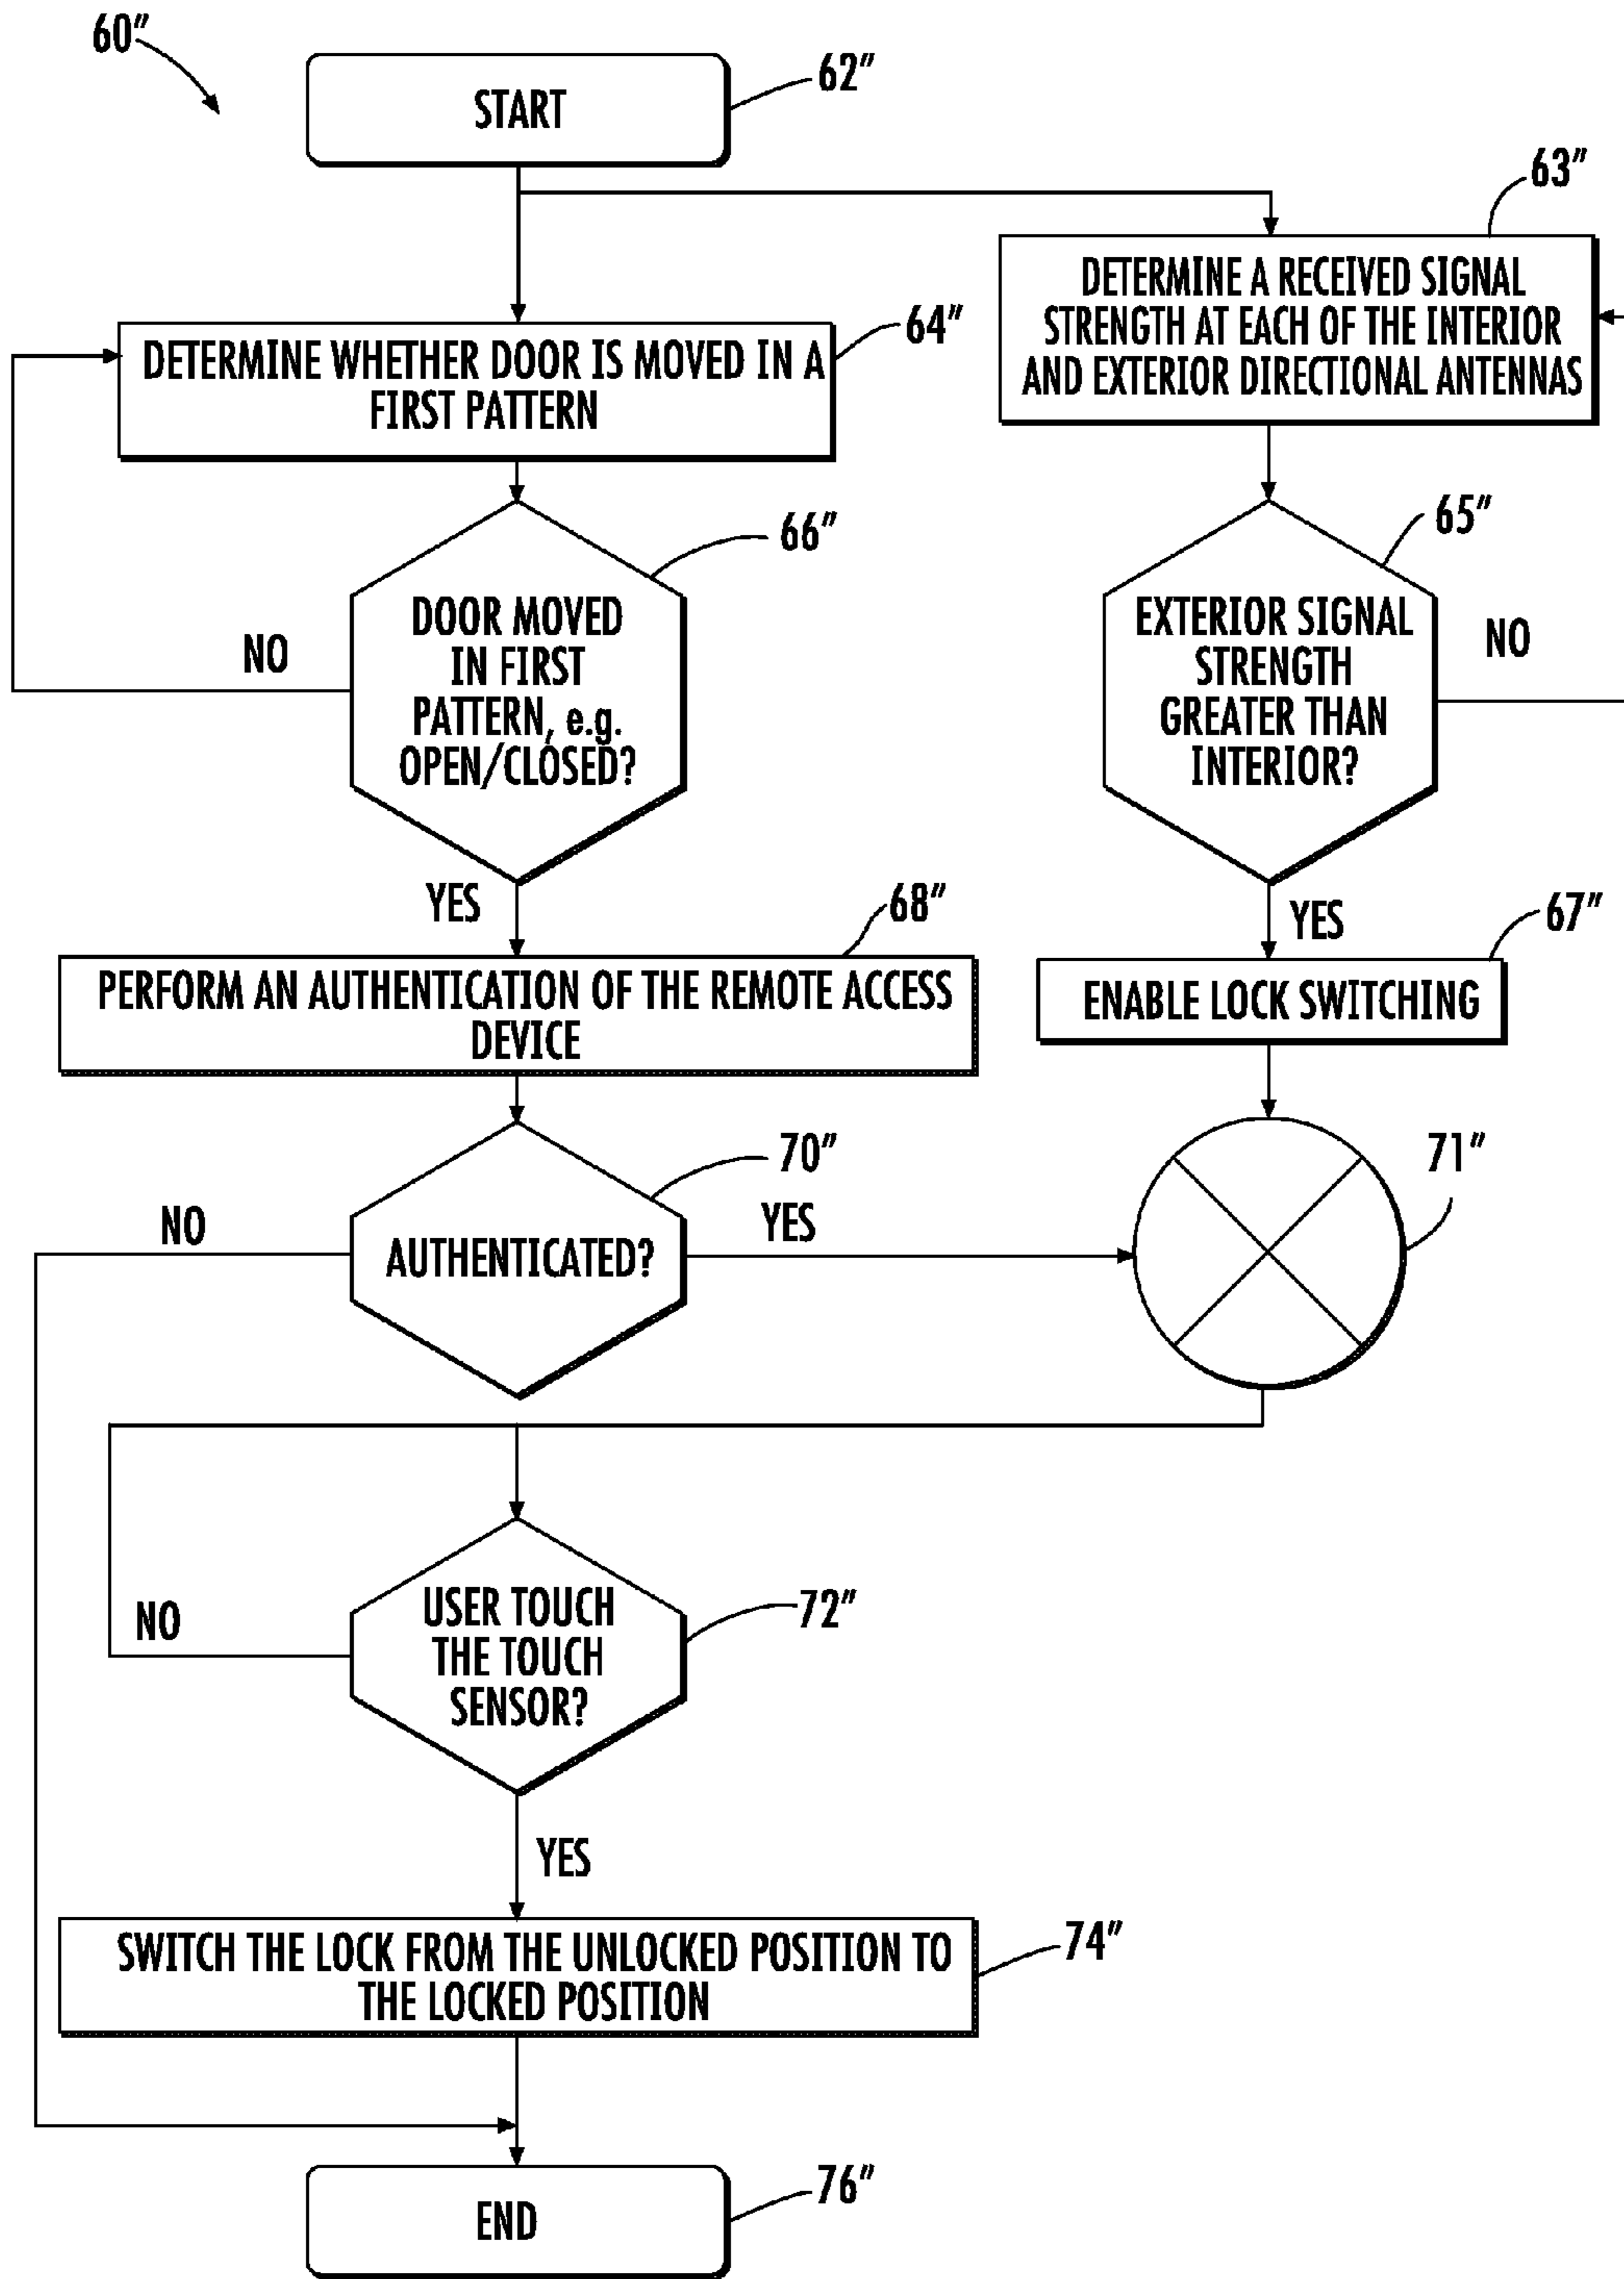 60″
START
62″
63″
DETERMINE A RECEIVED SIGNAL
STRENGTH AT EACH OF THE INTERIOR
AND EXTERIOR DIRECTIONAL ANTENNAS
64″
DETERMINE WHETHER DOOR IS MOVED IN A
FIRST PATTERN
66″
DOOR MOVED
IN FIRST
PATTERN, e.g.
OPEN/CLOSED?
NO
YES
65″
EXTERIOR SIGNAL
STRENGTH
GREATER THAN
INTERIOR?
NO
YES
68″
PERFORM AN AUTHENTICATION OF THE REMOTE ACCESS
DEVICE
67″
ENABLE LOCK SWITCHING
70″
AUTHENTICATED?
NO
YES
71″
72″
USER TOUCH
THE TOUCH
SENSOR?
NO
YES
SWITCH THE LOCK FROM THE UNLOCKED POSITION TO
THE LOCKED POSITION
74″
END
76″